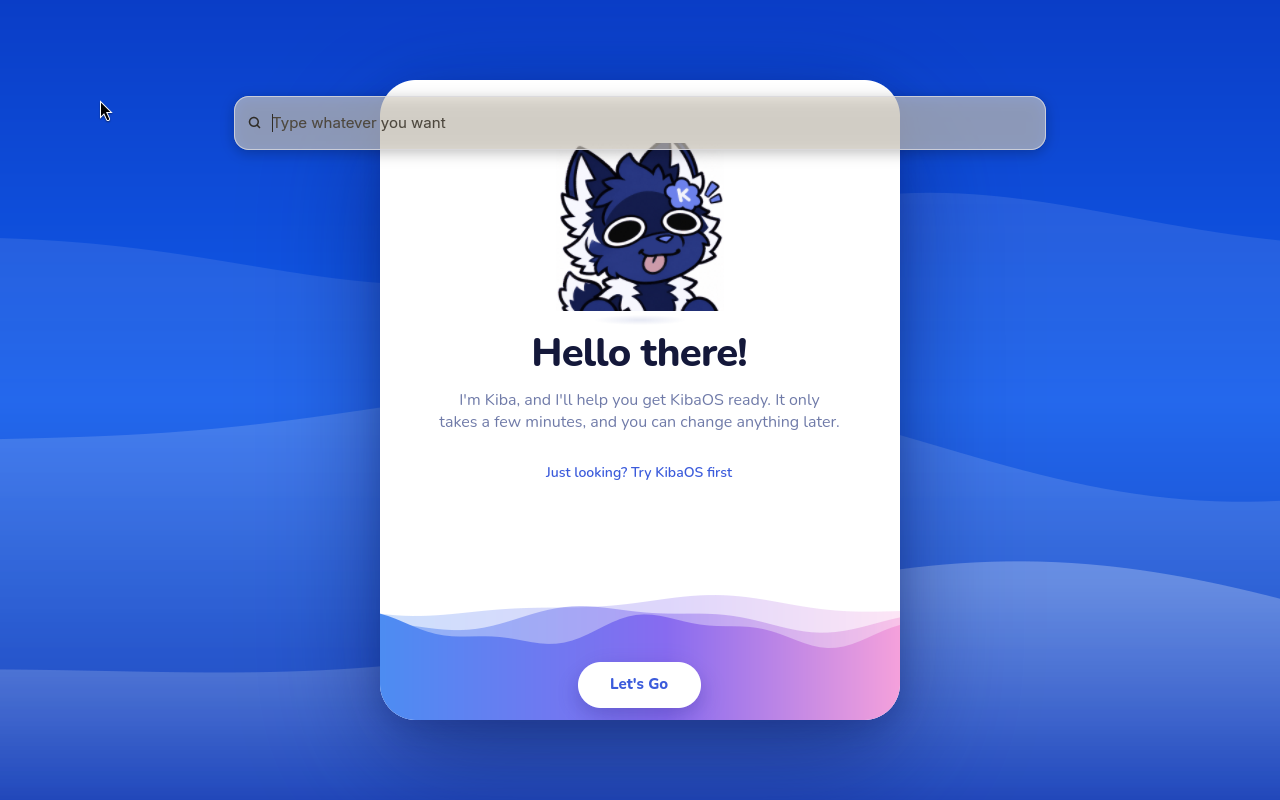 Type whatever you want
K
Hello there!
I'm Kiba, and I'll help you get KibaOS ready. It only
takes a few minutes, and you can change anything later.
Just looking? Try KibaOS first
Let's Go